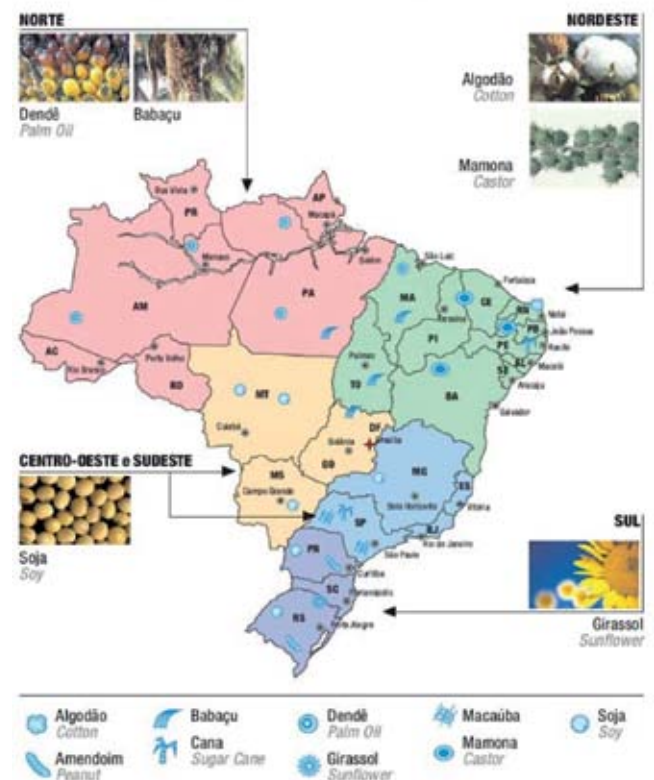 NORTE
Dendê
Palm Oil
Babaçu
NORDESTE
Algodão
Cotton
Mamona
Castor
Boa Vista
PR
AP
Macapá
Manaus
Belém
São Luiz
Fortaleza
AM
PA
MA
CE
RN
Natal
Teresina
PB
João Pessoa
PI
PE
Recife
AC
Rio Branco
Porto Velho
RO
Palmas
TO
AL
Maceió
SE
Aracaju
MT
BA
Salvador
Cuiabá
DF
Brasília
Goiânia
GO
CENTRO-OESTE e SUDESTE
Soja
Soy
MS
Campo Grande
MG
Belo Horizonte
ES
Vitória
SP
RJ
Rio de Janeiro
São Paulo
PR
Curitiba
SC
Florianópolis
RS
Porto Alegre
SUL
Girassol
Sunflower
Algodão
Cotton
Babaçu
Dendê
Palm Oil
Macaúba
Soja
Soy
Amendoim
Peanut
Cana
Sugar Cane
Girassol
Sunflower
Mamona
Castor